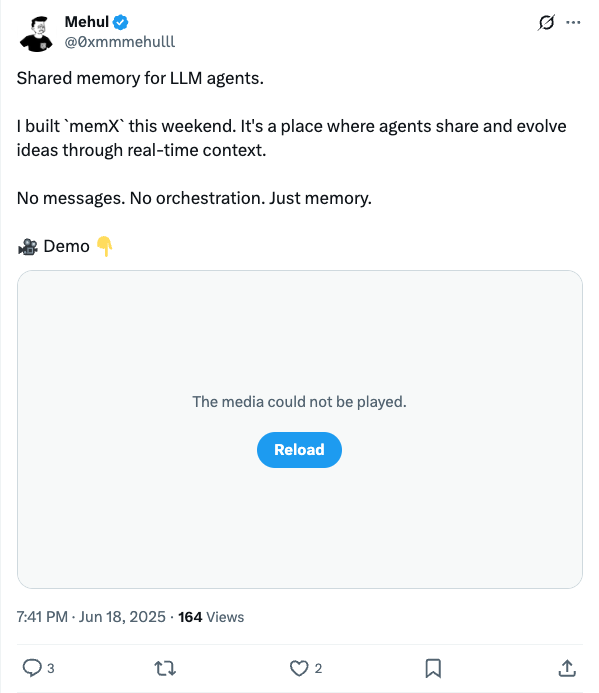 Mehul
@0xmmmehulll
Shared memory for LLM agents.
I built `memX` this weekend. It's a place where agents share and evolve
ideas through real-time context.
No messages. No orchestration. Just memory.
🎥 Demo 👇
The media could not be played.
Reload
7:41 PM · Jun 18, 2025 · 164 Views
3
2